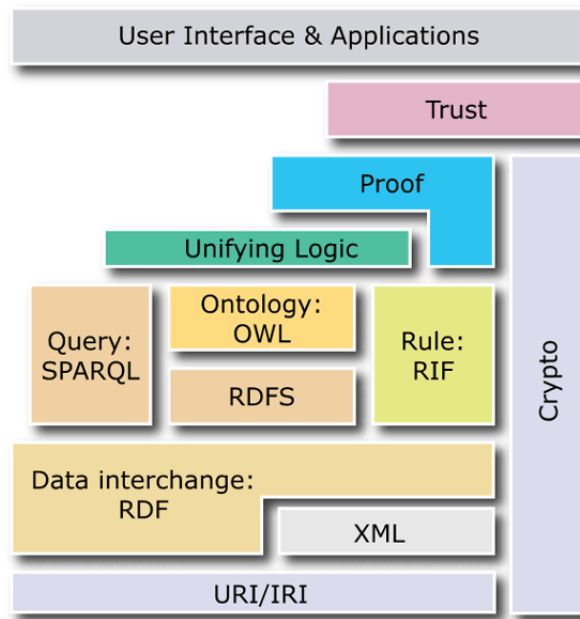 User Interface & Applications
Trust
Proof
Unifying Logic
Query:
SPARQL
Ontology:
OWL
RDFS
Rule:
RIF
Crypto
Data interchange:
RDF
XML
URI/IRI